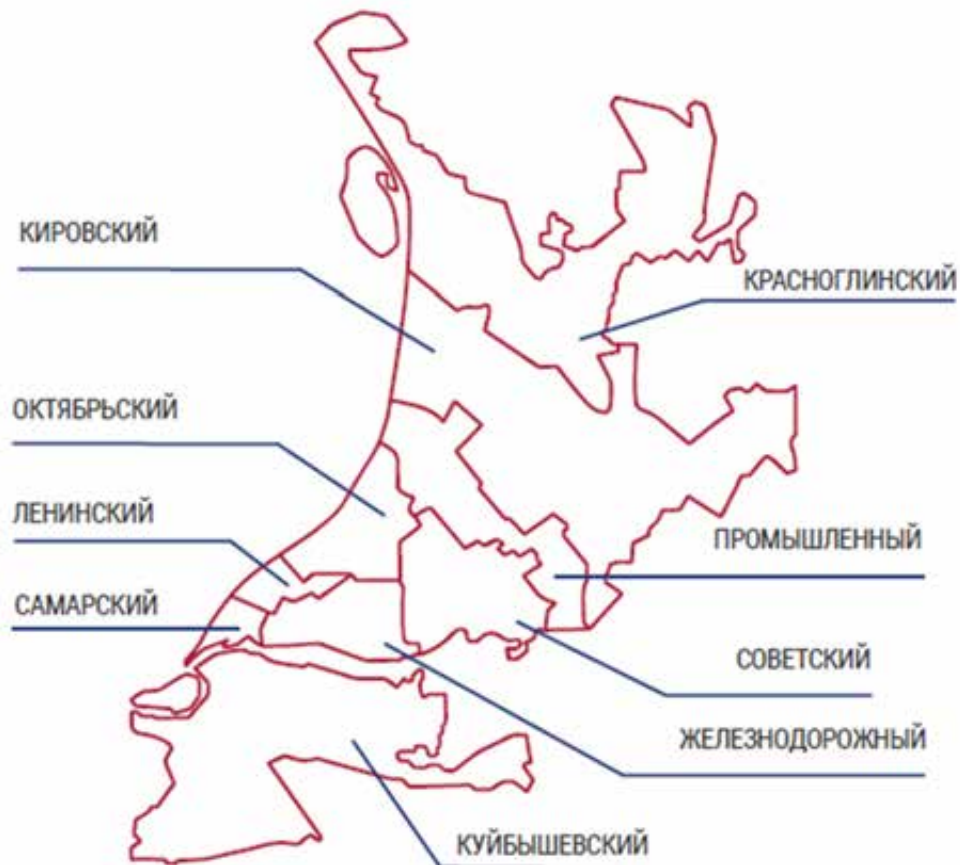 КИРОВСКИЙ
КРАСНОГЛИНСКИЙ
ОКТЯБРЬСКИЙ
ЛЕНИНСКИЙ
ПРОМЫШЛЕННЫЙ
САМАРСКИЙ
СОВЕТСКИЙ
ЖЕЛЕЗНОДОРОЖНЫЙ
КУЙБЫШЕВСКИЙ